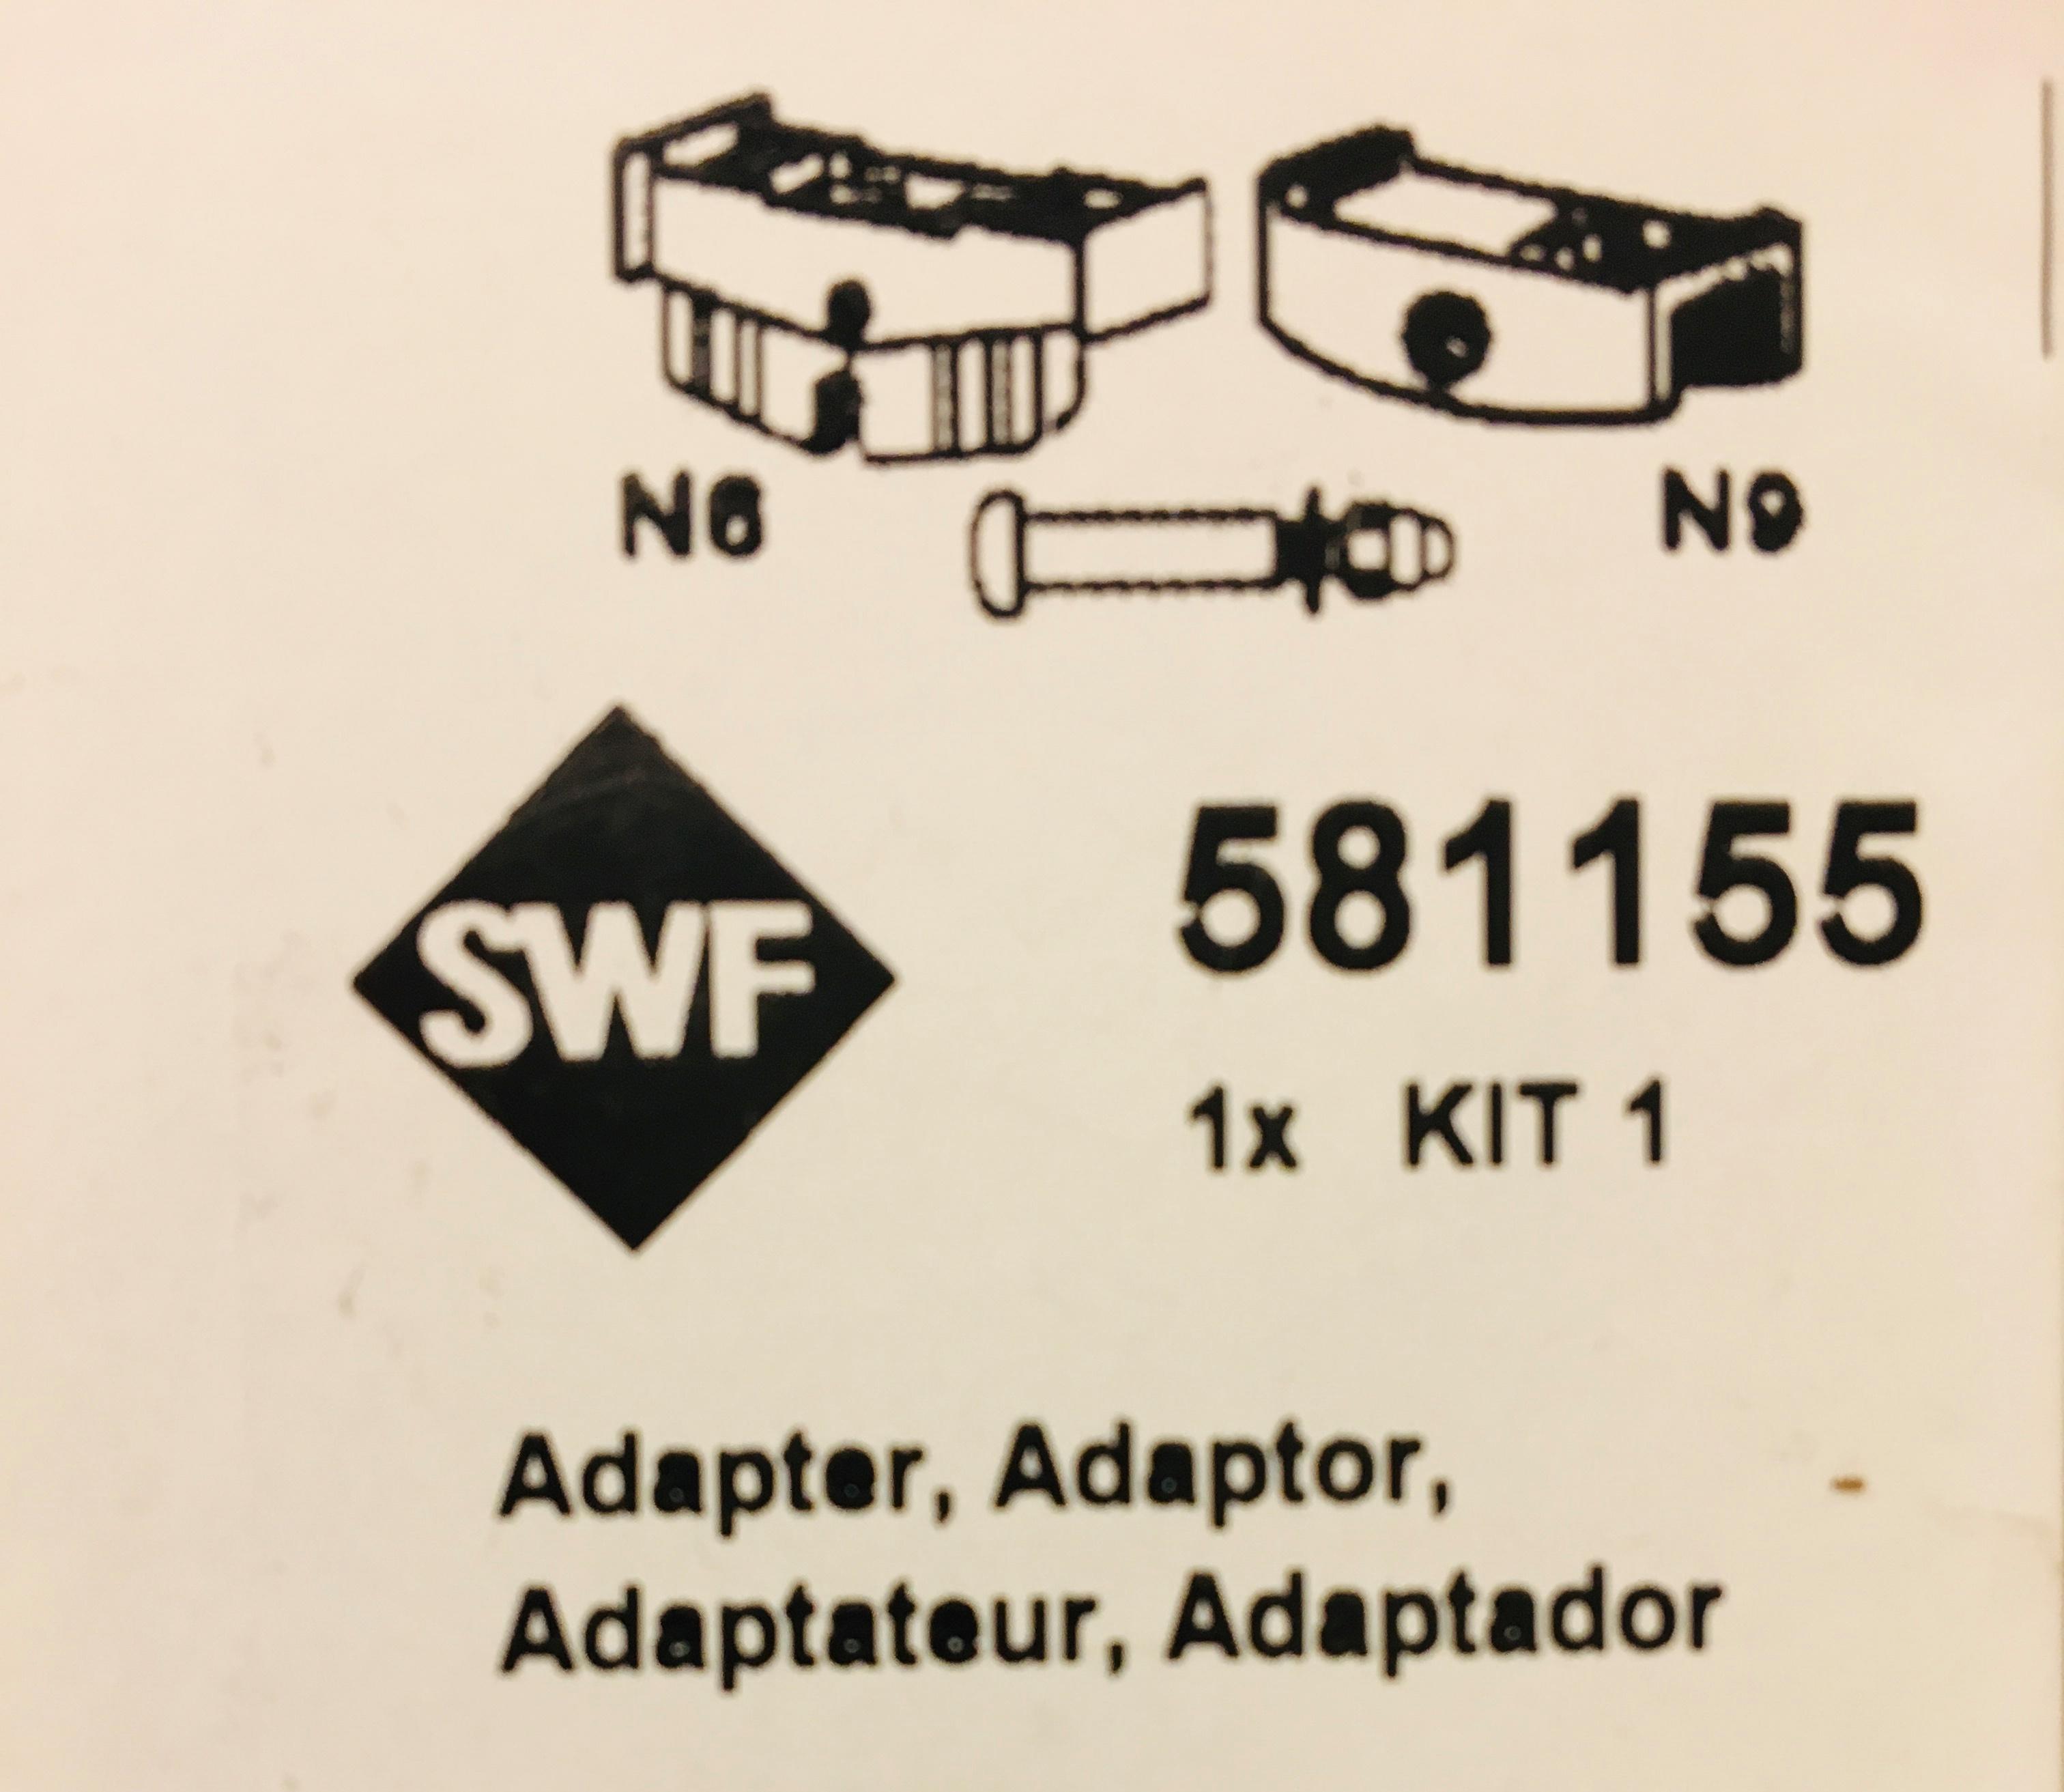 N6
N9
SWF
581155
1x KIT 1
Adapter, Adaptor,
Adaptateur, Adaptador